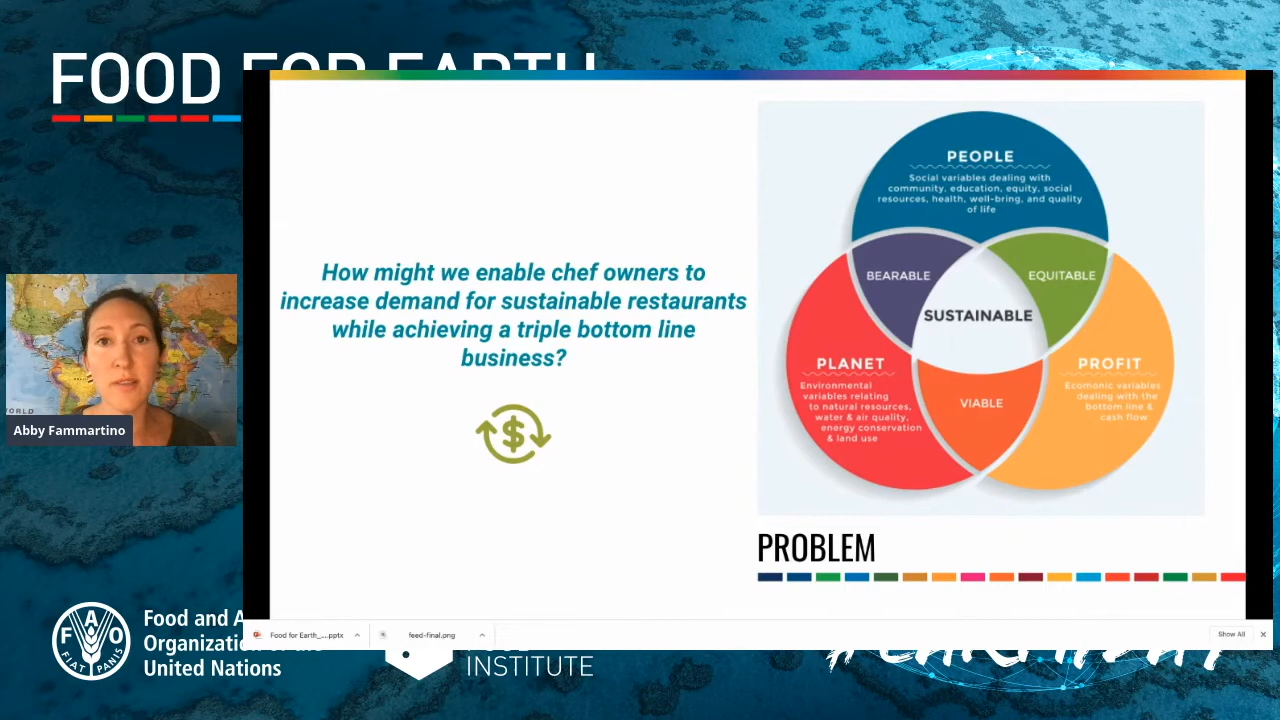 FOOD FOR EARTH
PEOPLE
Social variables dealing with
community, education, equity, social
resources, health, well-bring, and quality
of life
BEARABLE
EQUITABLE
SUSTAINABLE
PLANET
Environmental
variables relating
to natural resources,
water & air quality,
energy conservation
& land use
PROFIT
Ecomonic variables
dealing with the
bottom line &
cash flow
VIABLE
How might we enable chef owners to
increase demand for sustainable restaurants
while achieving a triple bottom line
business?
$
PROBLEM
WORLD
Abby Fammartino
Food for Earth_....pptx
feed-final.png
Show All
FAO
FIAT PANIS
Food and A
Organization of the
United Nations
INSTITUTE